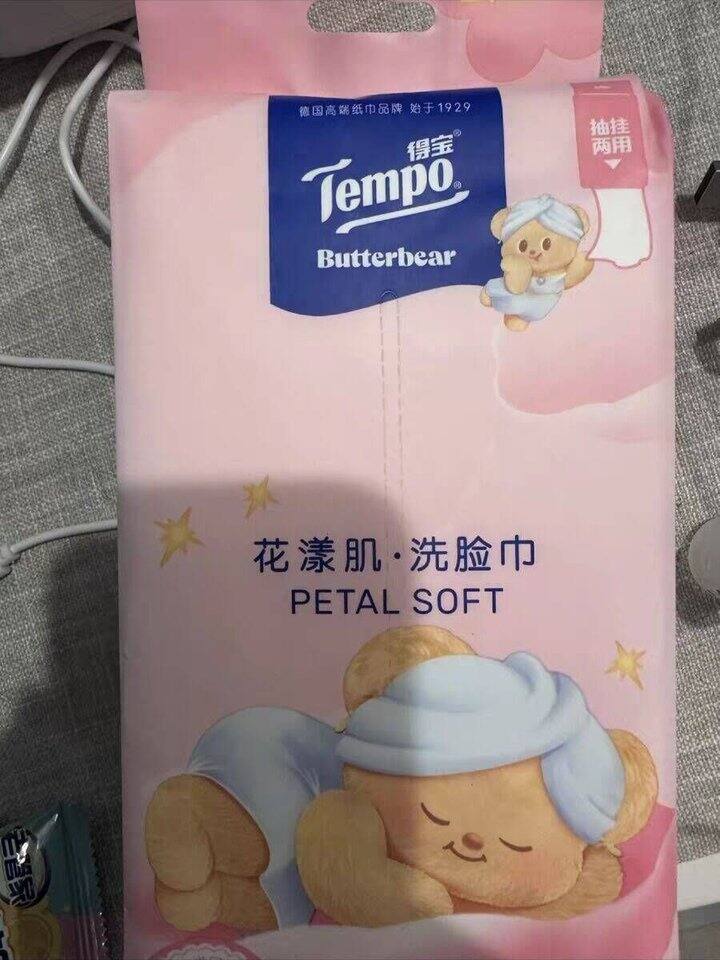 德国高端纸巾品牌 始于1929
得宝®
Tempo®
Butterbear
抽挂
两用
花漾肌·洗脸巾
PETAL SOFT